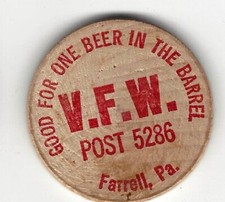 GOOD FOR ONE BEER IN THE BARREL
V.F.W.
POST 5286
Farrell, Pa.